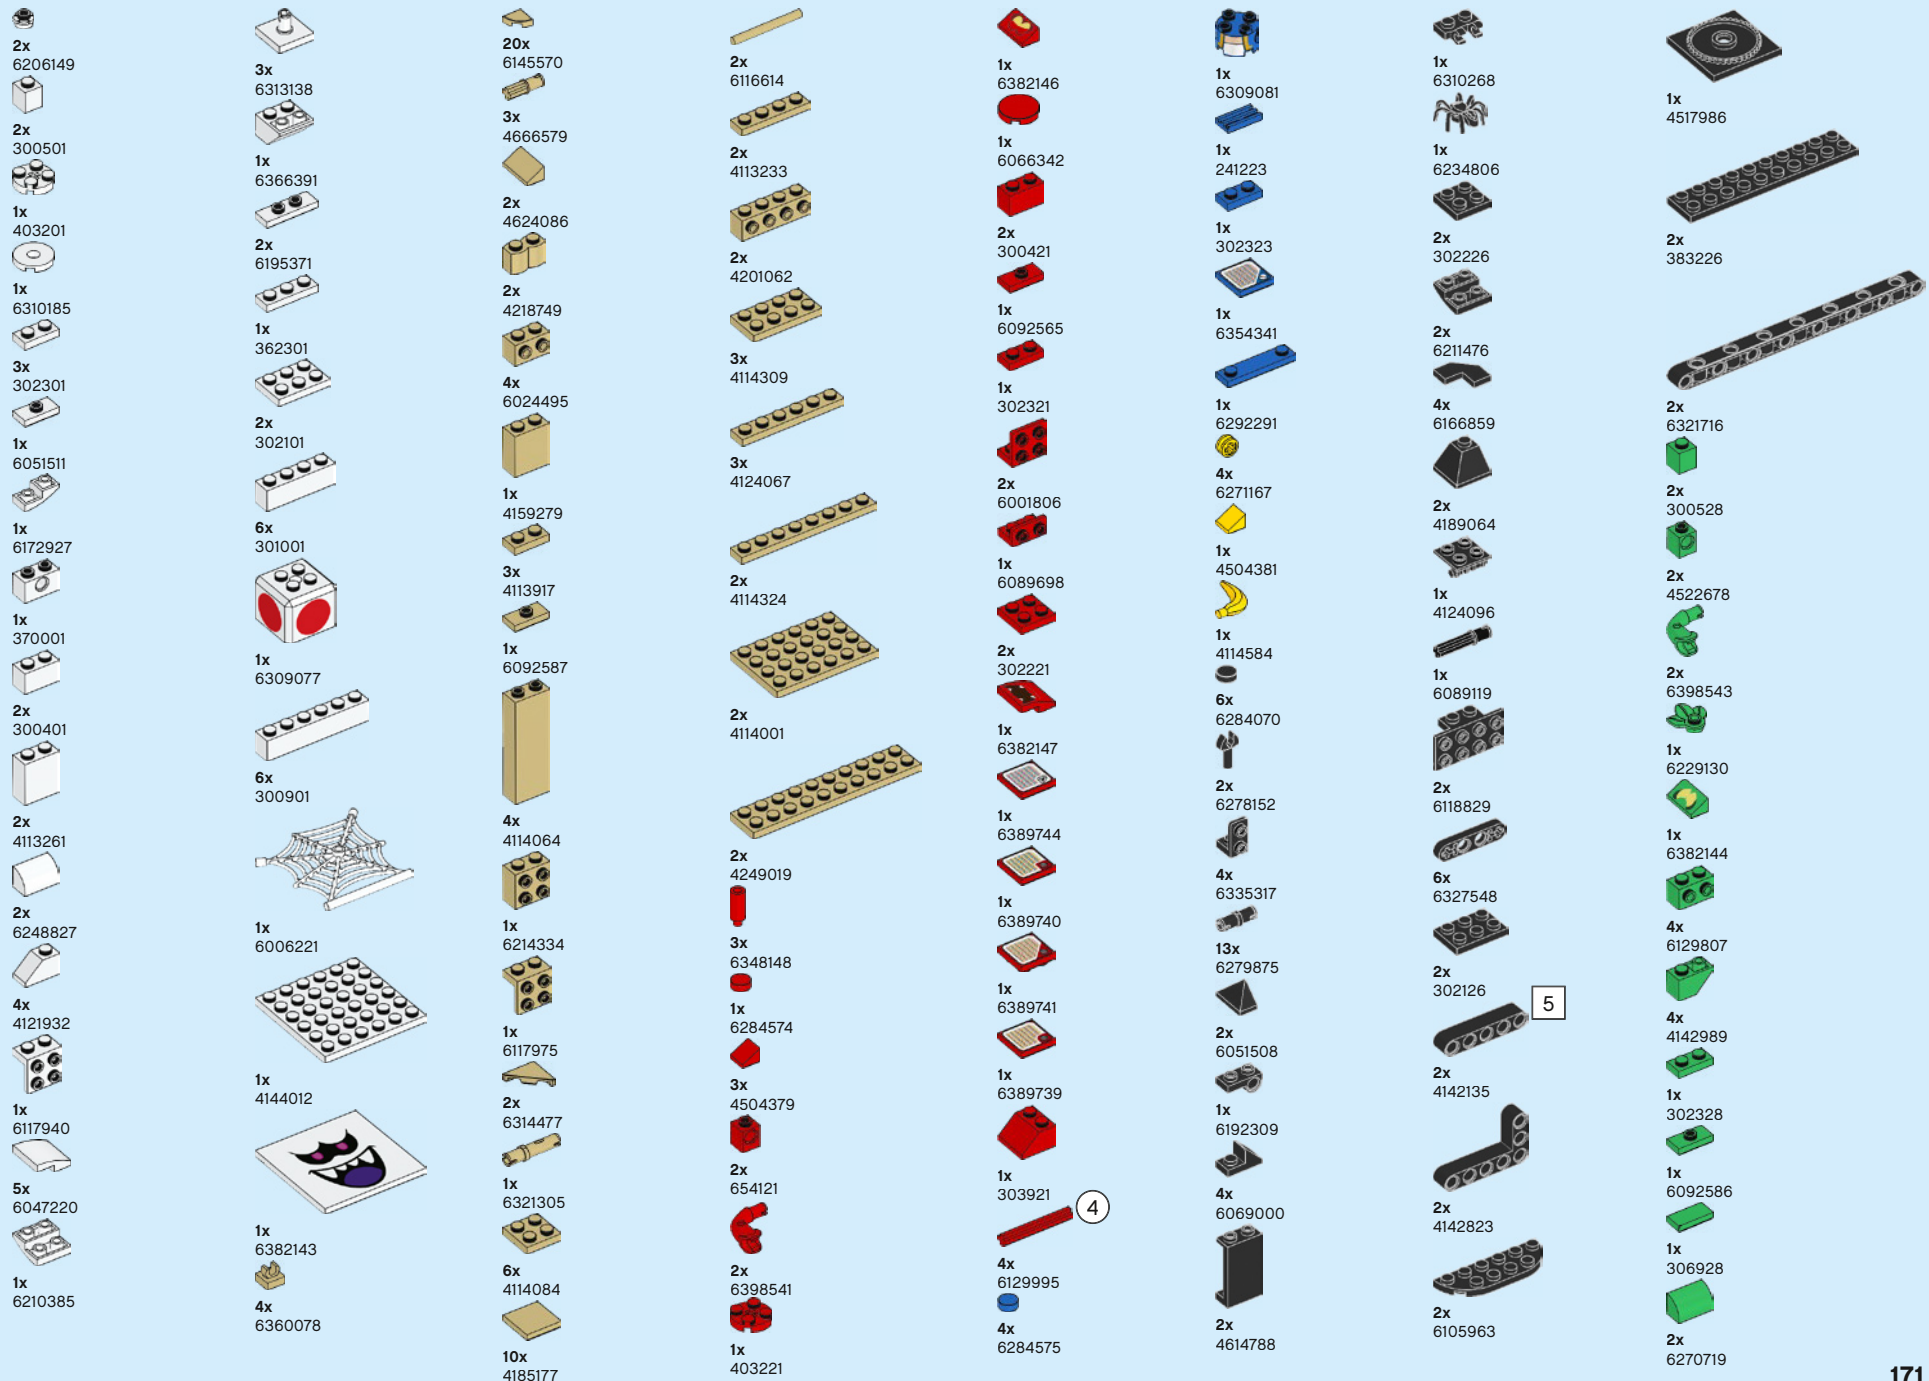 2x
6206149
2x
300501
1x
403201
1x
6310185
3x
302301
1x
6051511
1x
6172927
1x
370001
2x
300401
2x
4113261
2x
6248827
4x
4121932
1x
6117940
5x
6047220
1x
6210385
3x
6313138
1x
6366391
2x
6195371
1x
362301
2x
302101
6x
301001
1x
6309077
6x
300901
1x
6006221
1x
4144012
1x
6382143
4x
6360078
20x
6145570
3x
4666579
2x
4624086
2x
4218749
4x
6024495
1x
4159279
3x
4113917
1x
6092587
4x
4114064
1x
6214334
1x
6117975
2x
6314477
1x
6321305
6x
4114084
10x
4185177
2x
6116614
2x
4113233
2x
4201062
3x
4114309
3x
4124067
2x
4114324
2x
4114001
2x
4249019
3x
6348148
1x
6284574
3x
4504379
2x
654121
2x
6398541
1x
403221
1x
6382146
1x
6066342
2x
300421
1x
6092565
1x
302321
2x
6001806
1x
6089698
2x
302221
1x
6382147
1x
6389744
1x
6389740
1x
6389741
1x
6389739
1x
303921
4
4x
6129995
4x
6284575
1x
6309081
1x
241223
1x
302323
1x
6354341
1x
6292291
4x
6271167
1x
4504381
1x
4114584
6x
6284070
2x
6278152
4x
6335317
13x
6279875
2x
6051508
1x
6192309
4x
6069000
2x
4614788
1x
6310268
1x
6234806
2x
302226
2x
6211476
4x
6166859
2x
4189064
1x
4124096
1x
6089119
2x
6118829
6x
6327548
2x
302126
5
2x
4142135
2x
4142823
2x
6105963
1x
4517986
2x
383226
2x
6321716
2x
300528
2x
4522678
2x
6398543
1x
6229130
1x
6382144
4x
6129807
4x
4142989
1x
302328
1x
6092586
1x
306928
2x
6270719
171